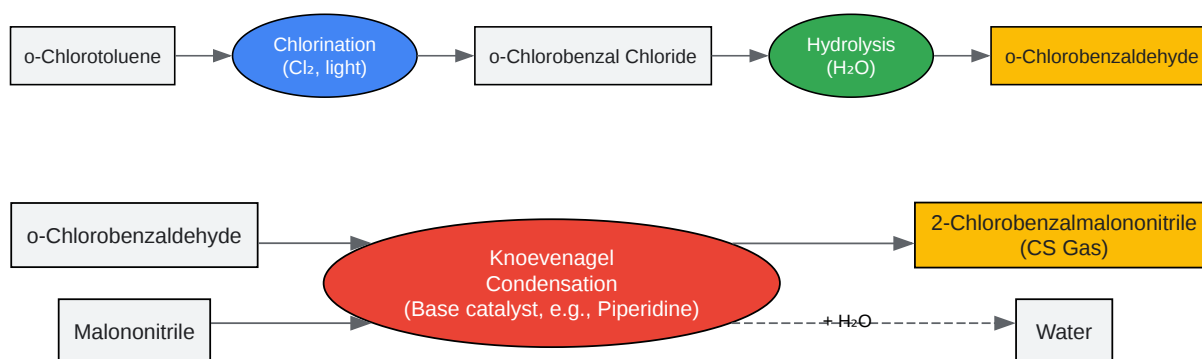 o-Chlorotoluene
Chlorination
(Cl₂, light)
o-Chlorobenzal Chloride
Hydrolysis
(H₂O)
o-Chlorobenzaldehyde
o-Chlorobenzaldehyde
Malononitrile
Knoevenagel
Condensation
(Base catalyst, e.g., Piperidine)
2-Chlorobenzalmalononitrile
(CS Gas)
+ H₂O
Water